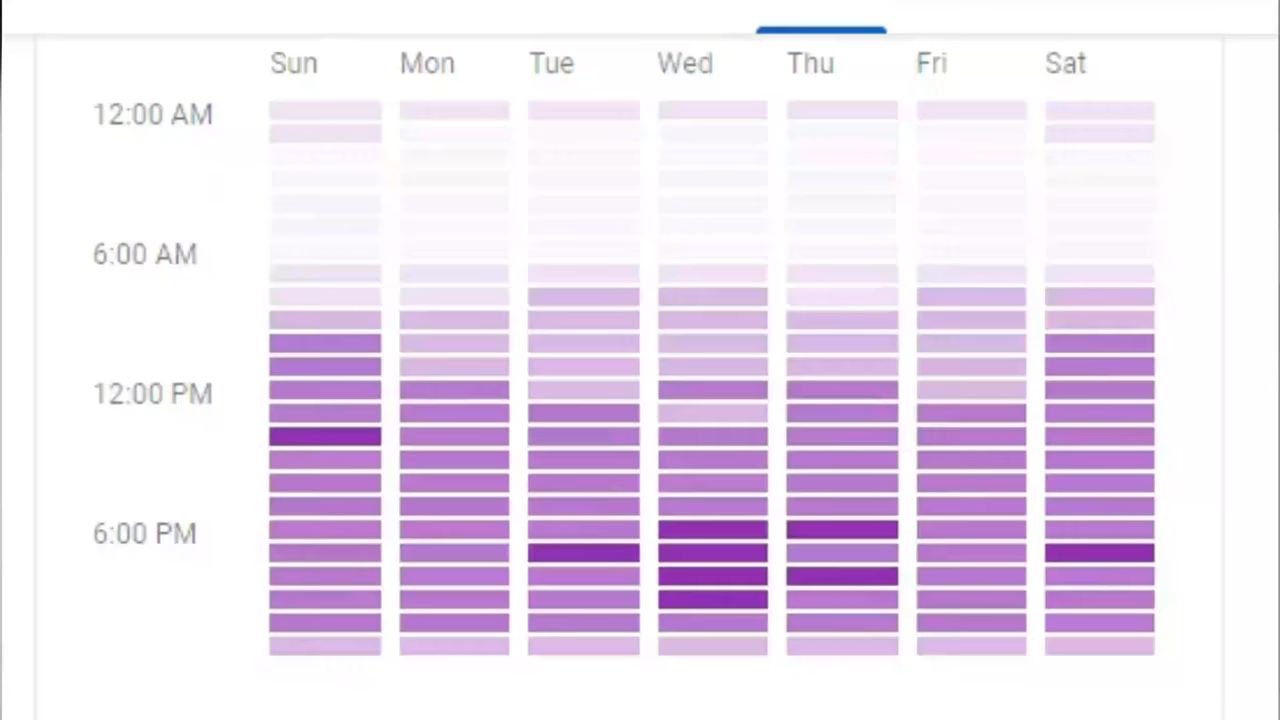 Sun Mon Tue Wed Thu Fri Sat
12:00 AM
6:00 AM
12:00 PM
6:00 PM